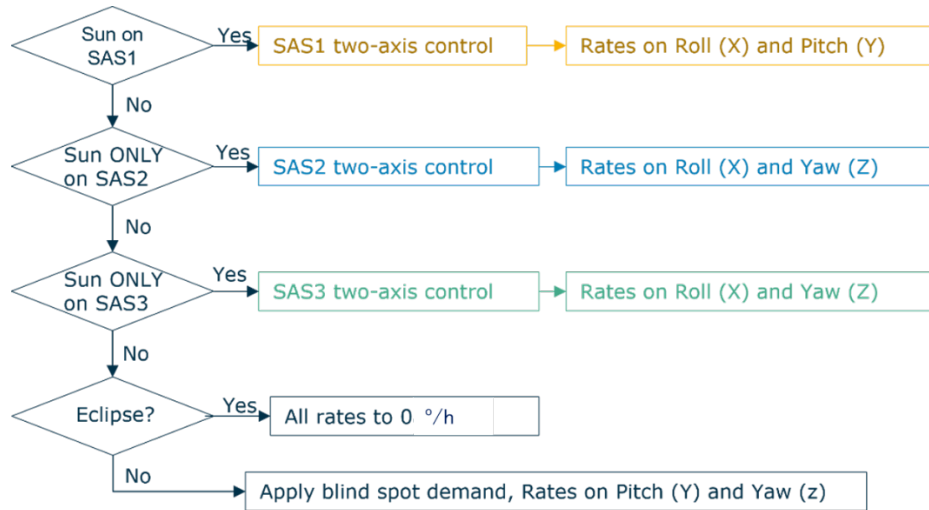 Sun on
SAS1
Yes
SAS1 two-axis control
Rates on Roll (X) and Pitch (Y)
No
Sun ONLY
on SAS2
Yes
SAS2 two-axis control
Rates on Roll (X) and Yaw (Z)
No
Sun ONLY
on SAS3
Yes
SAS3 two-axis control
Rates on Roll (X) and Yaw (Z)
No
Eclipse?
Yes
All rates to 0 °/h
No
Apply blind spot demand, Rates on Pitch (Y) and Yaw (z)